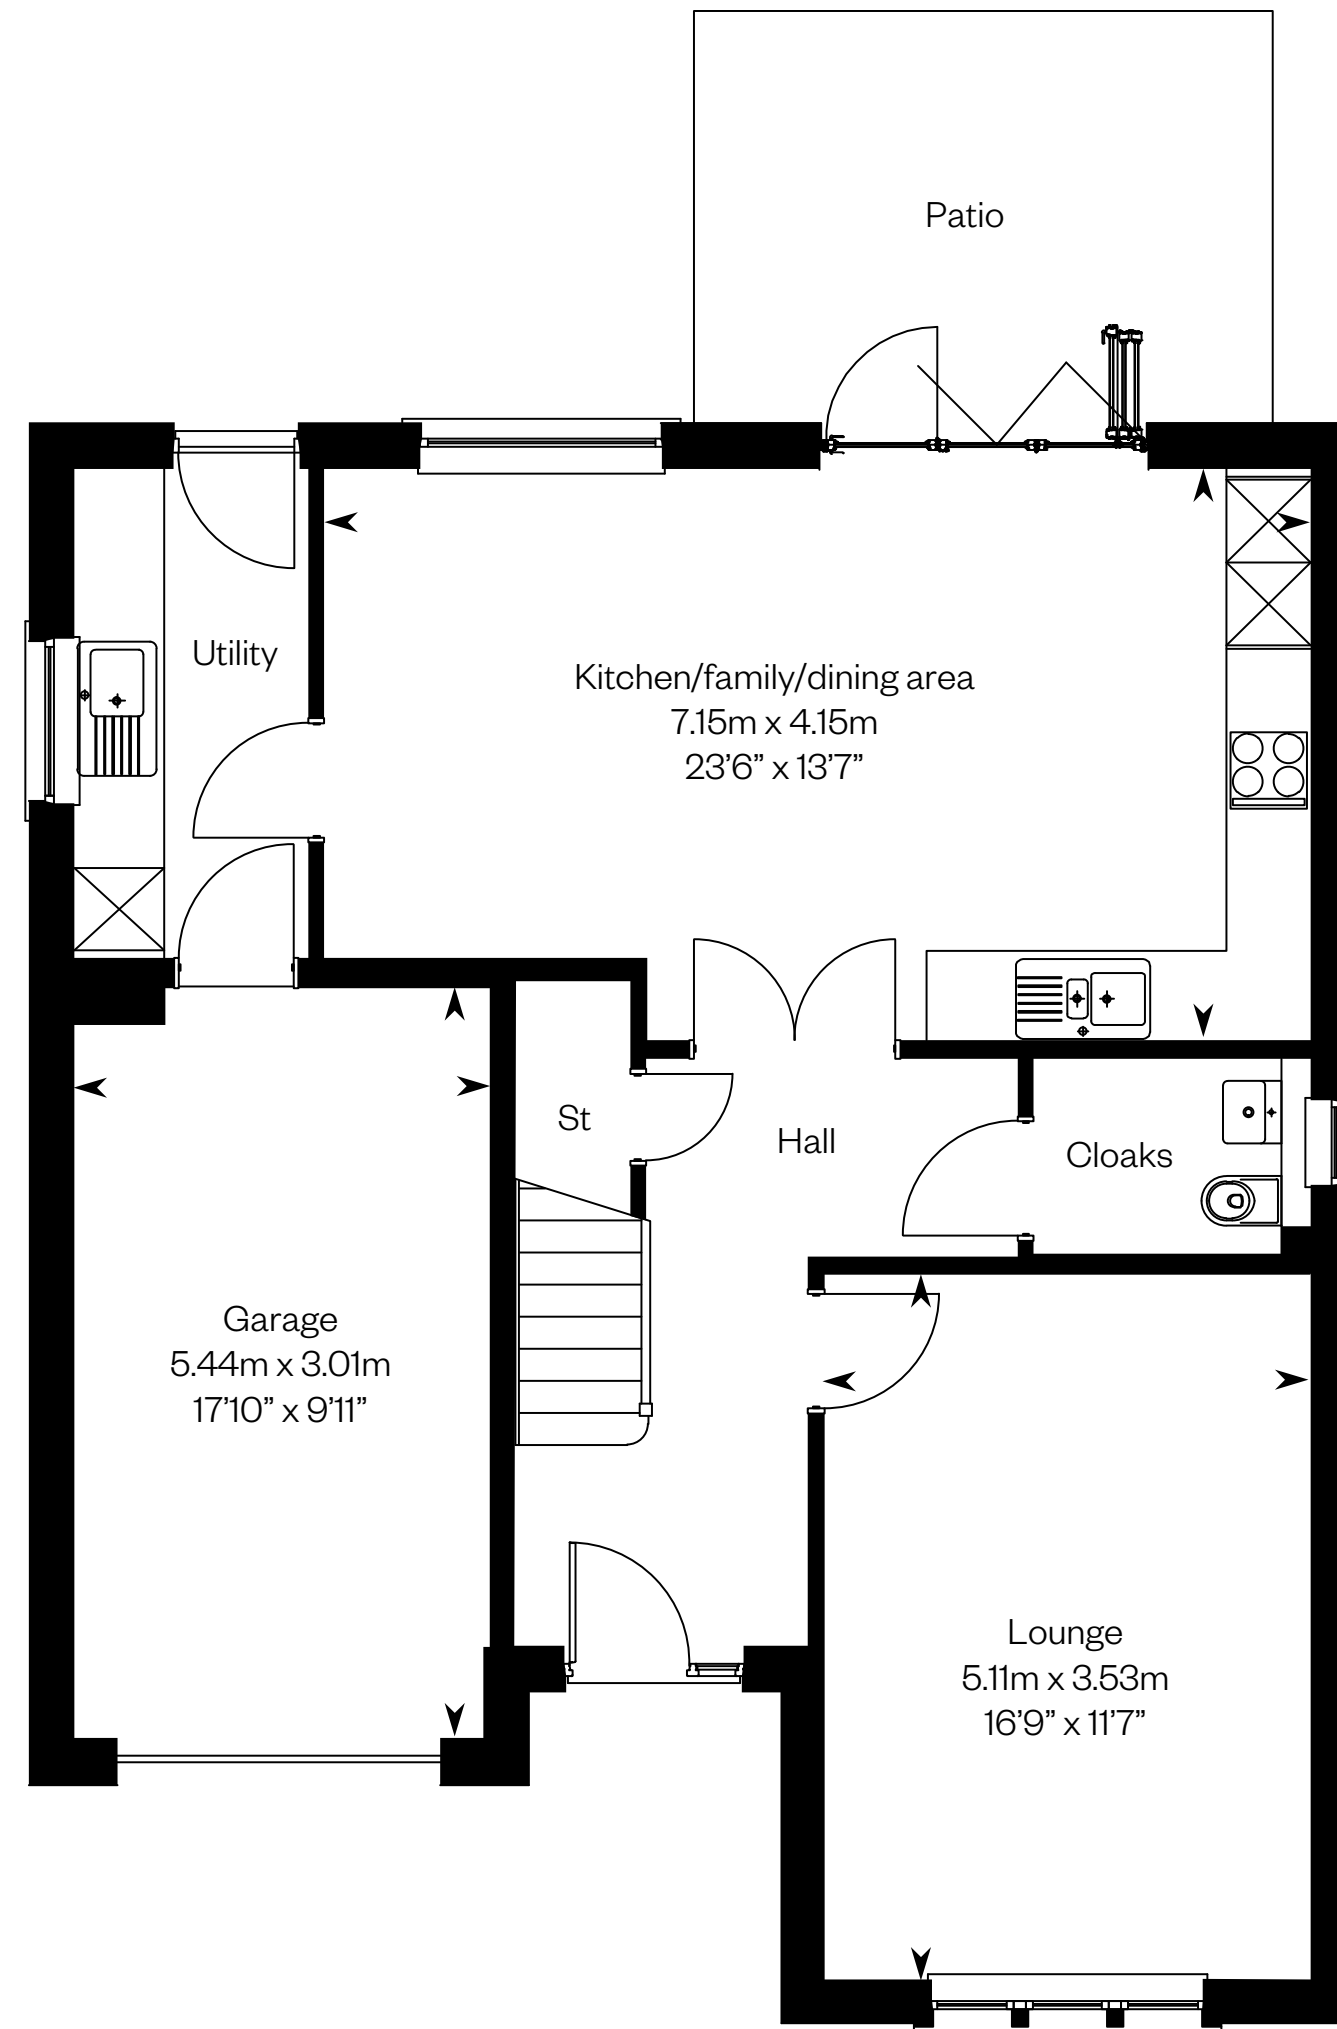 Patio
Utility
Kitchen/family/dining area
7.15m x 4.15m
23’6” x 13’7”
St
Hall
Cloaks
Garage
5.44m x 3.01m
17’10” x 9’11”
Lounge
5.11m x 3.53m
16’9” x 11’7”